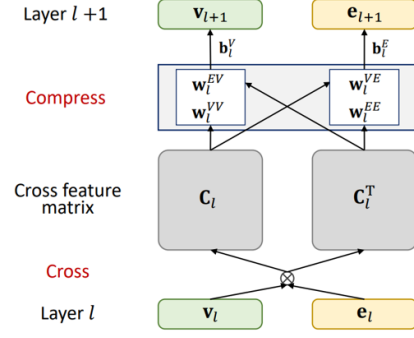 Layer l +1
v_{l+1}
e_{l+1}
b_l^V
b_l^E
Compress
w_l^{EV}
w_l^{VV}
w_l^{VE}
w_l^{EE}
Cross feature
matrix
C_l
C_l^T
Cross
⊗
Layer l
v_l
e_l